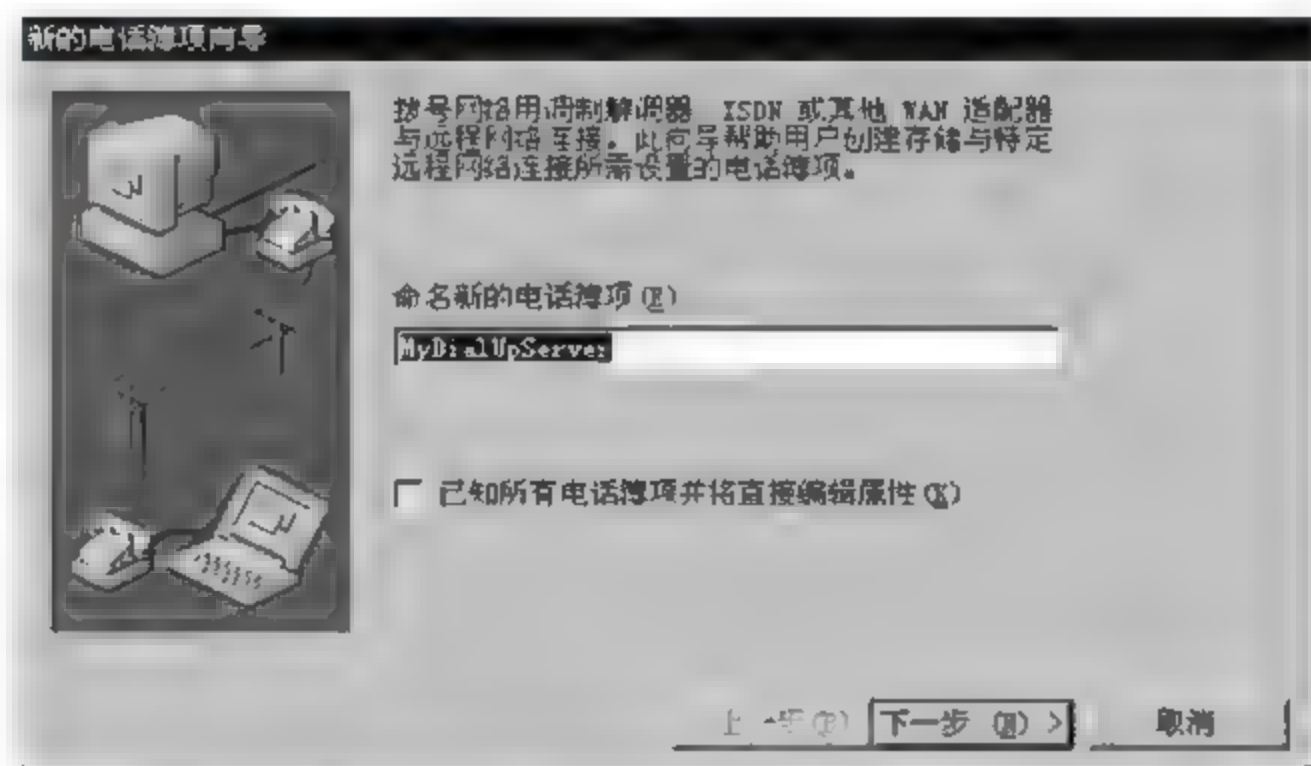 新的电话簿项向导
拨号网络用调制解调器 ISDN 或其他 WAN 适配器
与远程网络连接。此向导帮助用户创建存储与特定
远程网络连接所需设置的电话簿项。
命名新的电话簿项(E)
MyDialUpServer
已知所有电话簿项并将直接编辑属性(K)
上一步(P) 下一步 (N) > 取消